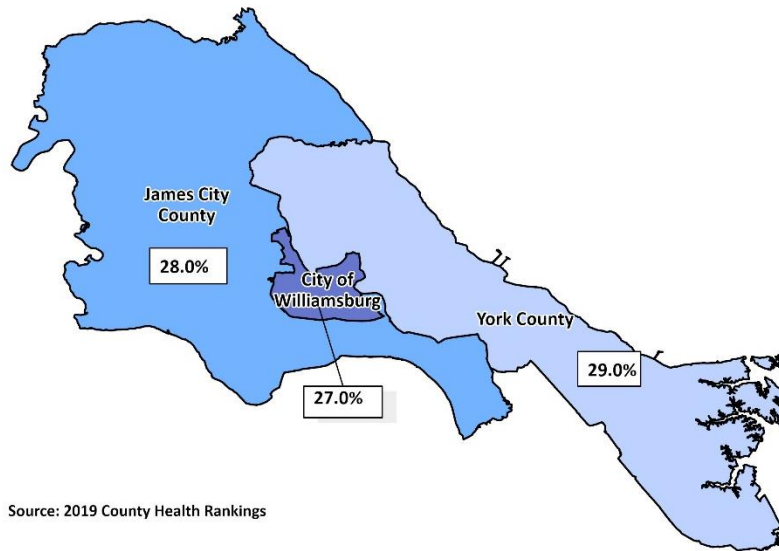 James City
County
28.0%
City of
Williamsburg
York County
29.0%
27.0%
Source: 2019 County Health Rankings